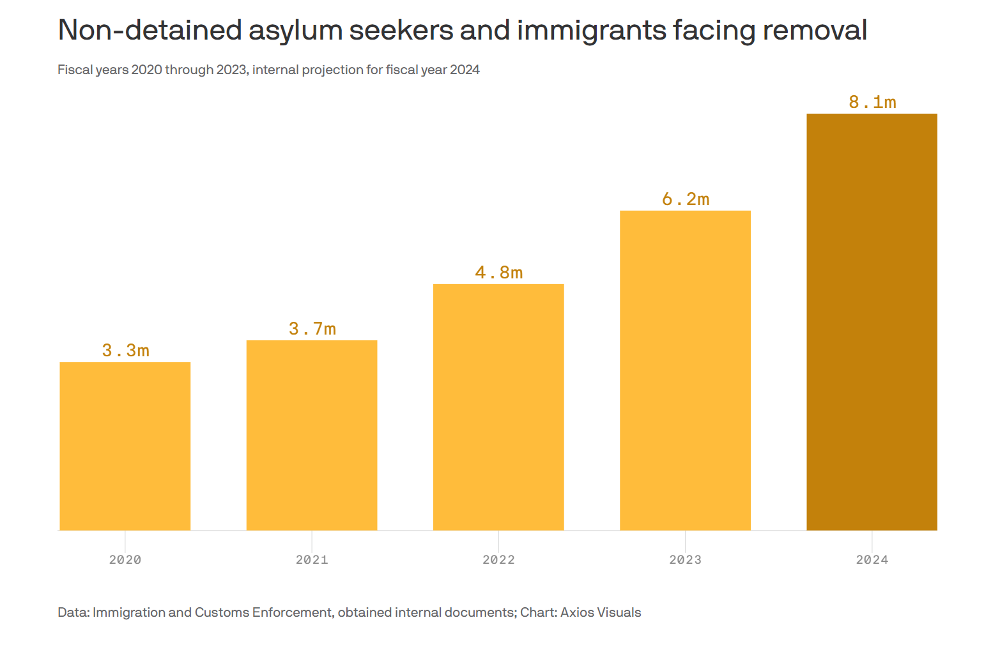 Non-detained asylum seekers and immigrants facing removal
Fiscal years 2020 through 2023, internal projection for fiscal year 2024
8.1m
6.2m
4.8m
3.7m
3.3m
2020 2021 2022 2023 2024
Data: Immigration and Customs Enforcement, obtained internal documents; Chart: Axios Visuals